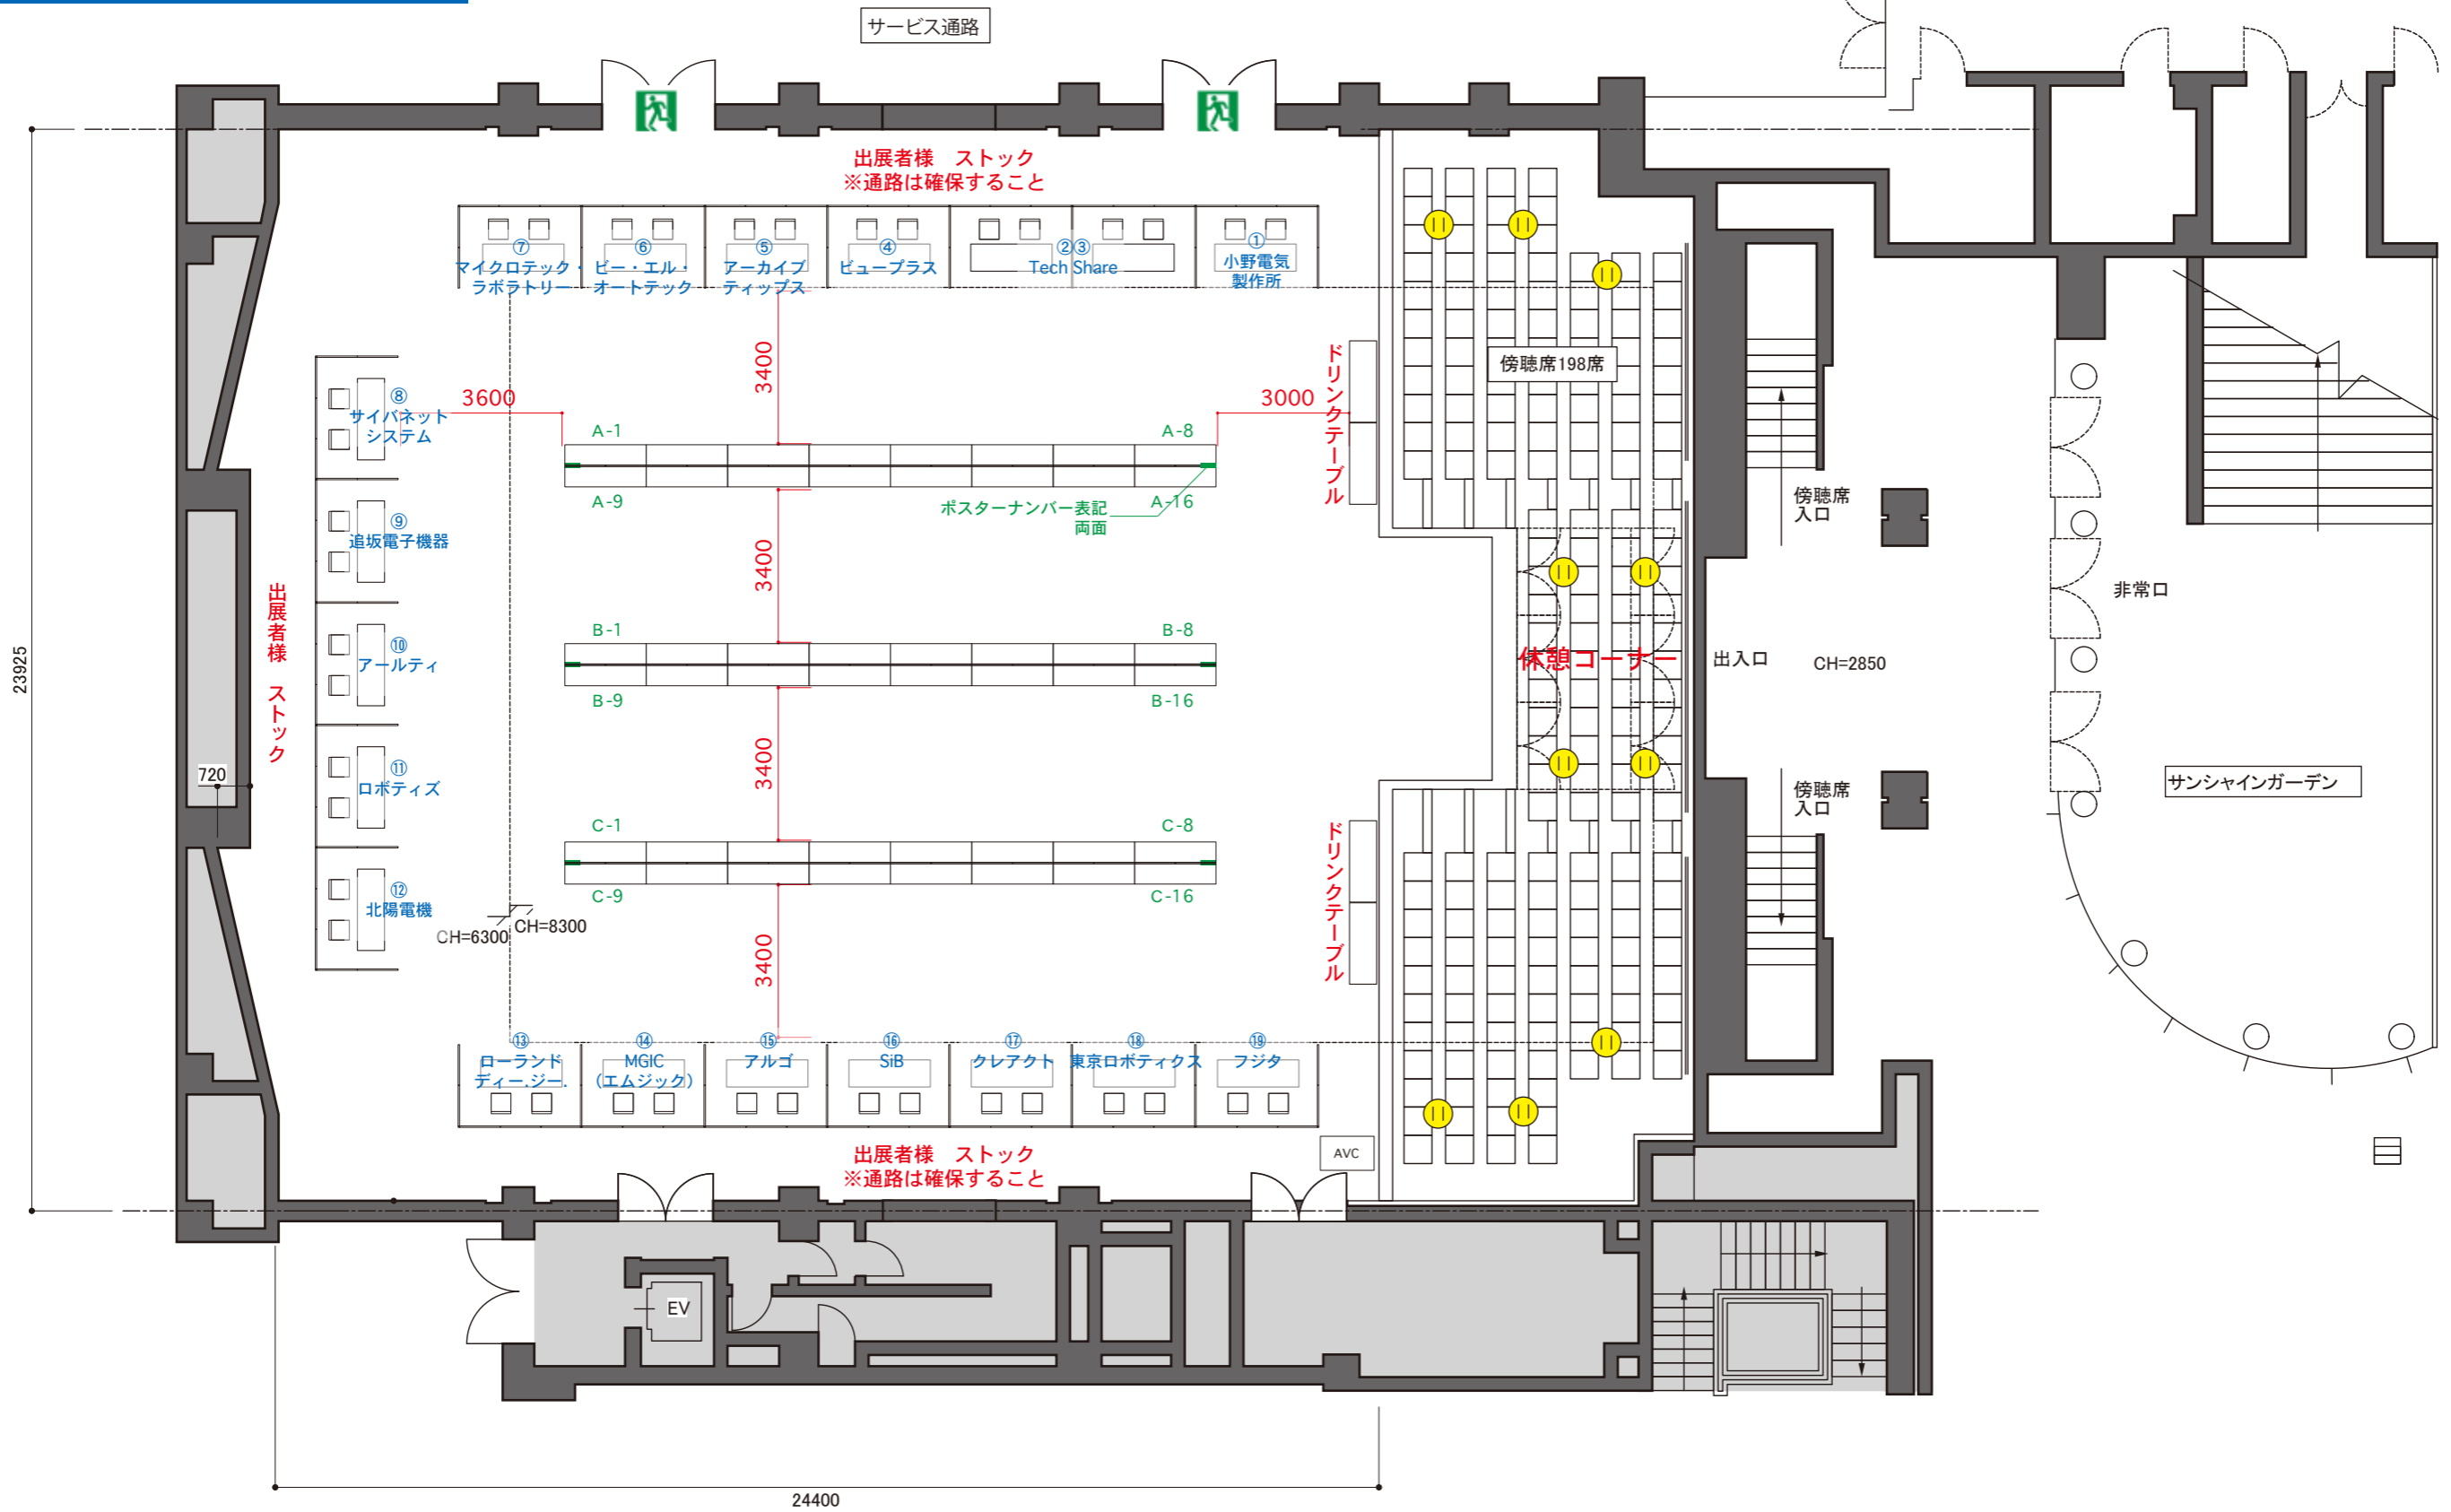 サービス通路
出展者様　ストック
※通路は確保すること
⑦
マイクロテック・
ラボラトリー
⑥
ビー・エル・
オートテック
⑤
アーカイブ
ティップス
④
ビュープラス
②③
Tech Share
①
小野電気
製作所
3400
傍聴席198席
ドリンクテーブル
⑧
サイバネット
システム
3600
3000
A-1
A-8
A-9
A-16
ポスターナンバー表記
両面
傍聴席
入口
⑨
追坂電子機器
3400
非常口
出展者様　ストック
23925
⑩
アールティ
B-1
B-8
B-9
B-16
休憩コーナー
出入口
CH=2850
720
⑪
ロボティズ
3400
傍聴席
入口
サンシャインガーデン
C-1
C-8
C-9
C-16
ドリンクテーブル
⑫
北陽電機
CH=6300
CH=8300
3400
⑬
ローランド
ディー.ジー.
⑭
MGIC
（エムジック）
⑮
アルゴ
⑯
SiB
⑰
クレアクト
⑱
東京ロボティクス
⑲
フジタ
出展者様　ストック
※通路は確保すること
AVC
EV
24400